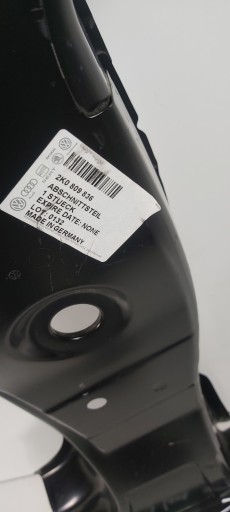 2K0 809 836
ABSCHNITTSTEIL
1 STUECK
EXPIRE DATE: NONE
LOT: 0132
MADE IN GERMANY